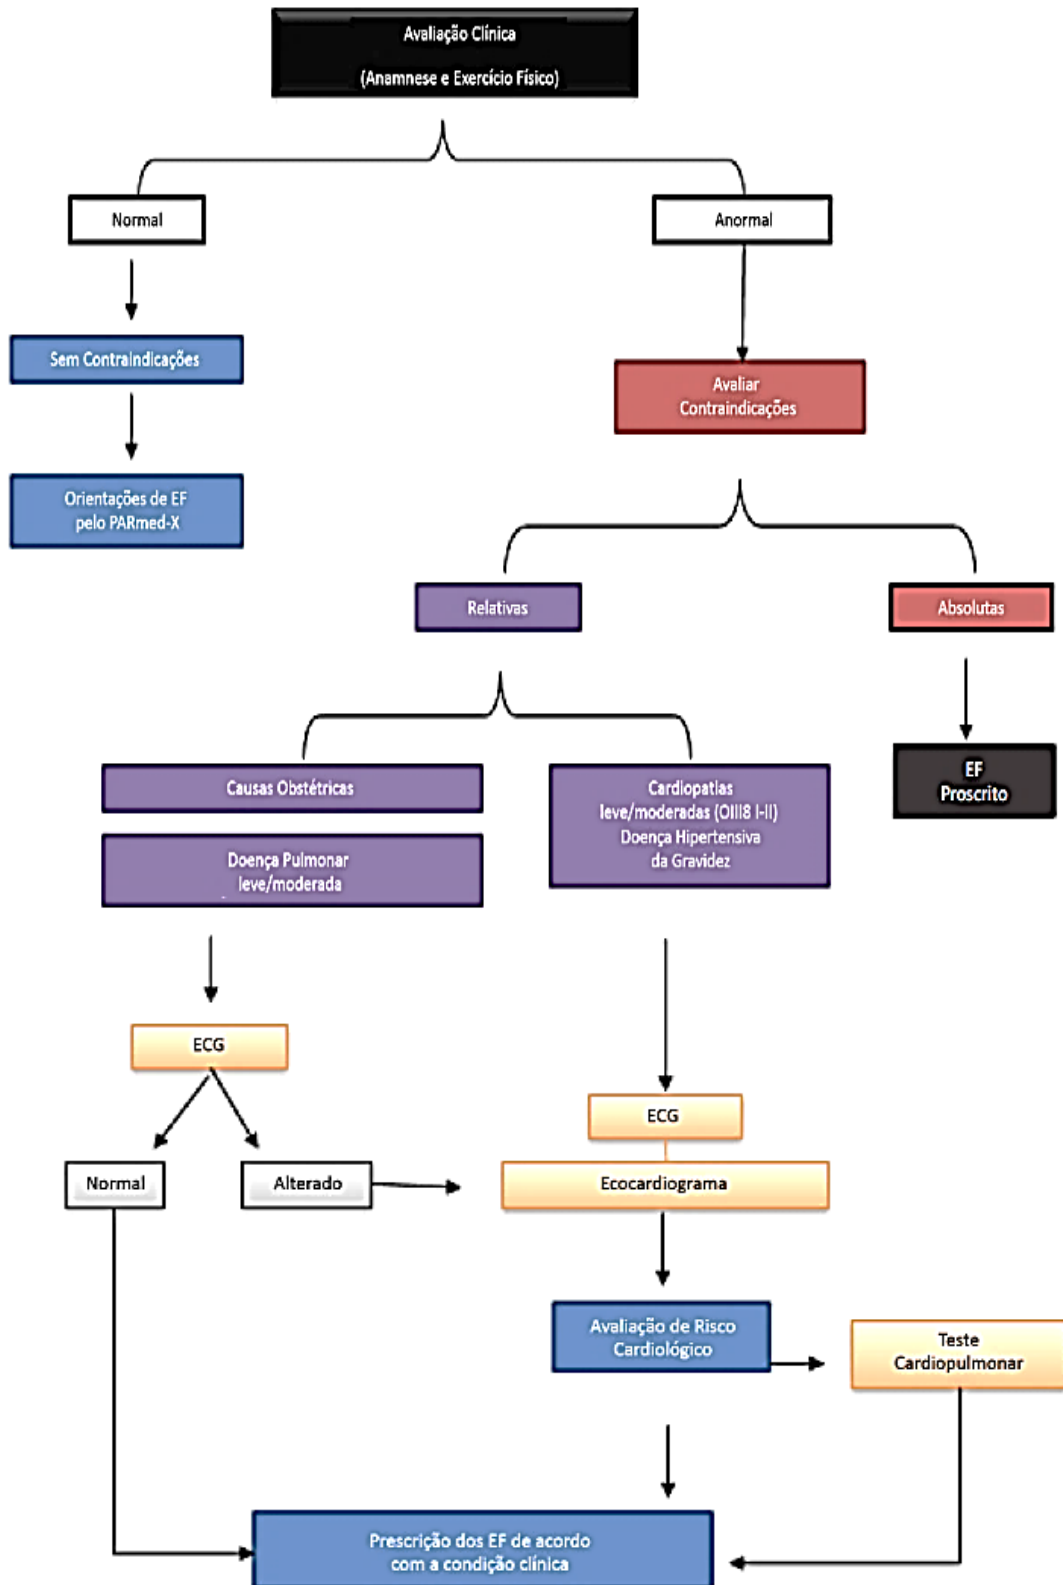 Avaliação Clínica
(Anamnese e Exercício Físico)
Normal
Anormal
Sem Contraindicações
Avaliar
Contraindicações
Orientações de EF
pelo PARmed-X
Relativas
Absolutas
Causas Obstétricas
Cardiopatias
leve/moderadas (OIII8 I-II)
Doença Hipertensiva
da Gravidez
EF
Proscrito
Doença Pulmonar
leve/moderada
ECG
ECG
Normal
Alterado
Ecocardiograma
Avaliação de Risco
Cardiológico
Teste
Cardiopulmonar
Prescrição dos EF de acordo
com a condição clínica